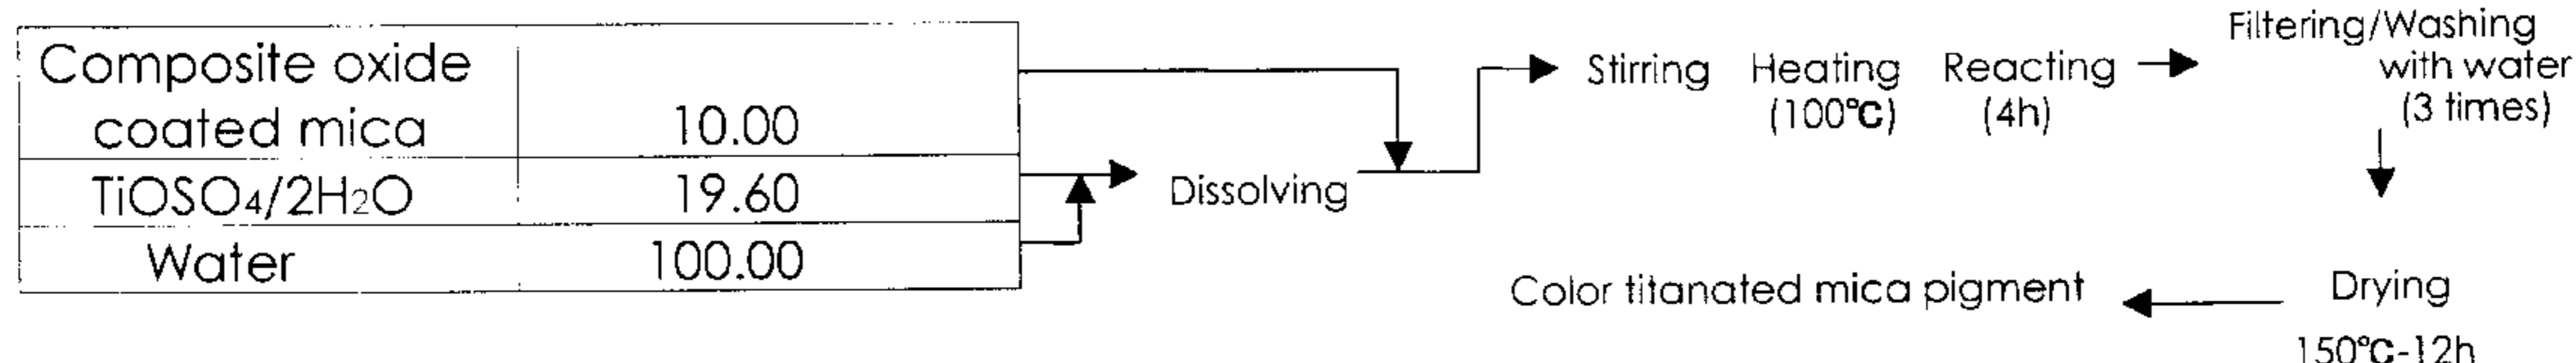 Composite oxide
coated mica 10.00
TiOSO4/2H2O 19.60
Water 100.00
Dissolving
Stirring Heating Reacting
(100℃) (4h)
Filtering/Washing
with water
(3 times)
Drying
150℃-12h
Color titanated mica pigment